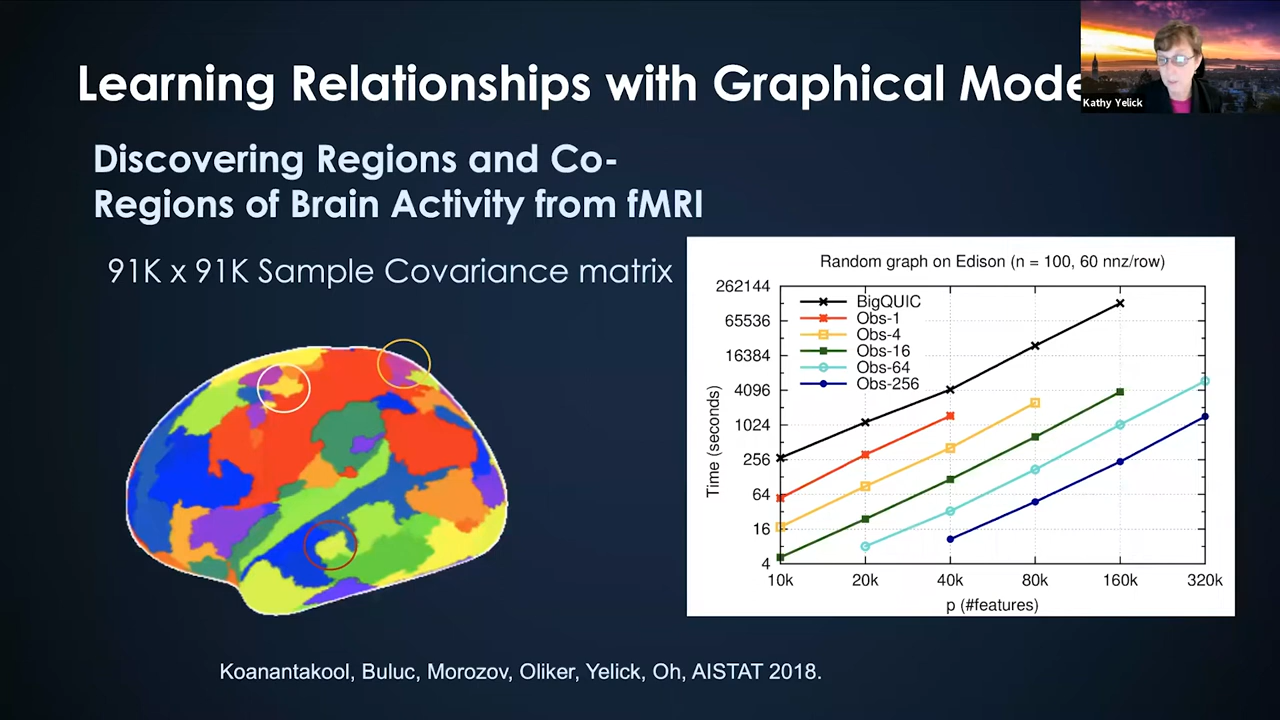 Learning Relationships with Graphical Mode
Kathy Yelick
Discovering Regions and Co-
Regions of Brain Activity from fMRI
91K x 91K Sample Covariance matrix
Random graph on Edison (n = 100, 60 nnz/row)
BigQUIC
Obs-1
Obs-4
Obs-16
Obs-64
Obs-256
Time (seconds)
262144
65536
16384
4096
1024
256
64
16
4
10k 20k 40k 80k 160k 320k
p (#features)
Koanantakool, Buluc, Morozov, Oliker, Yelick, Oh, AISTAT 2018.